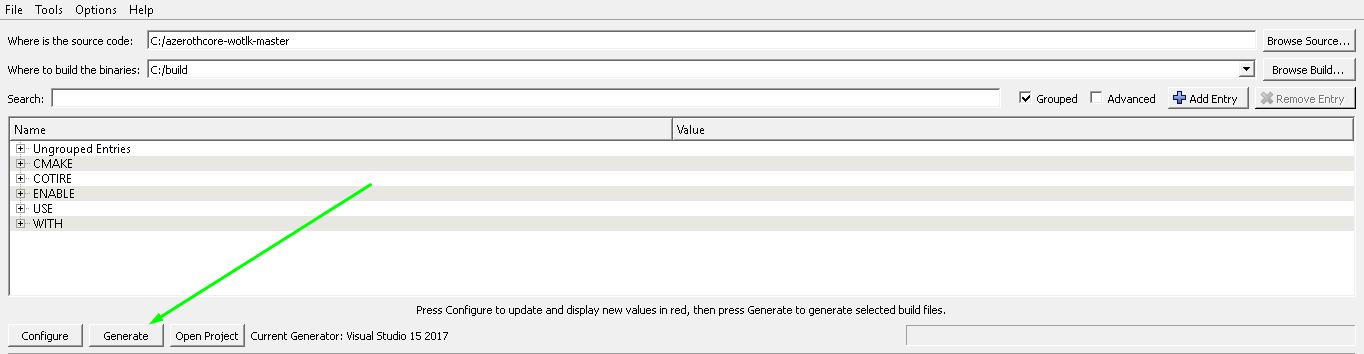 File Tools Options Help
Where is the source code: C:/azerothcore-wotlk-master Browse Source...
Where to build the binaries: C:/build Browse Build...
Search: Grouped Advanced Add Entry Remove Entry
Name Value
Ungrouped Entries
CMAKE
COTIRE
ENABLE
USE
WITH
Press Configure to update and display new values in red, then press Generate to generate selected build files.
Configure Generate Open Project Current Generator: Visual Studio 15 2017